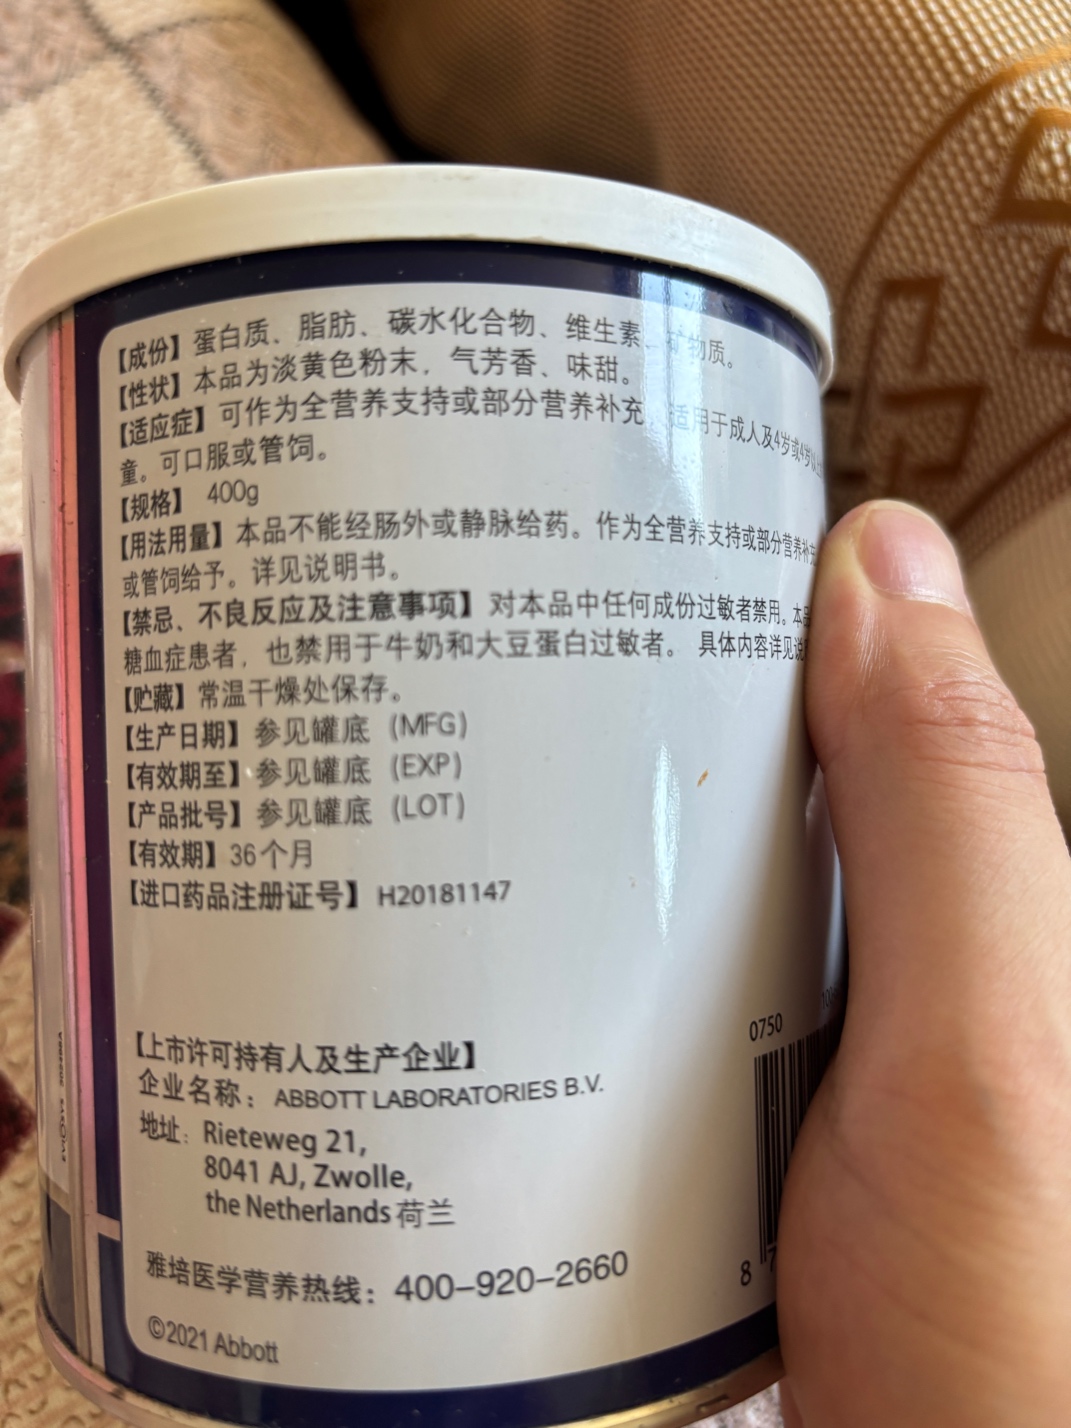 【成份】蛋白质、脂肪、碳水化合物、维生素、矿物质。
【性状】本品为淡黄色粉末，气芳香、味甜。
【适应症】可作为全营养支持或部分营养补充 适用于成人及4岁或4岁以上
童。可口服或管饲。
【规格】 400g
【用法用量】本品不能经肠外或静脉给药。作为全营养支持或部分营养补充
或管饲给予。详见说明书。
【禁忌、不良反应及注意事项】对本品中任何成份过敏者禁用。本品
糖血症患者，也禁用于牛奶和大豆蛋白过敏者。 具体内容详见说
【贮藏】常温干燥处保存。
【生产日期】参见罐底 (MFG)
【有效期至】参见罐底 (EXP)
【产品批号】参见罐底 (LOT)
【有效期】36个月
【进口药品注册证号】 H20181147
【上市许可持有人及生产企业】
企业名称：ABBOTT LABORATORIES B.V.
地址：Rieteweg 21,
8041 AJ, Zwolle,
the Netherlands 荷兰
雅培医学营养热线：400-920-2660
©2021 Abbott
0750
8